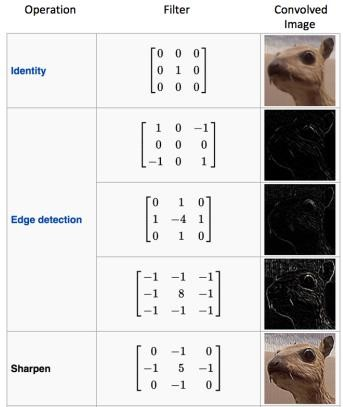 Operation Filter Convolved
Image
Identity
0 0 0
0 1 0
0 0 0
Edge detection
1 0 −1
0 0 0
−1 0 1
0 1 0
1 −4 1
0 1 0
−1 −1 −1
−1 8 −1
−1 −1 −1
Sharpen
0 −1 0
−1 5 −1
0 −1 0